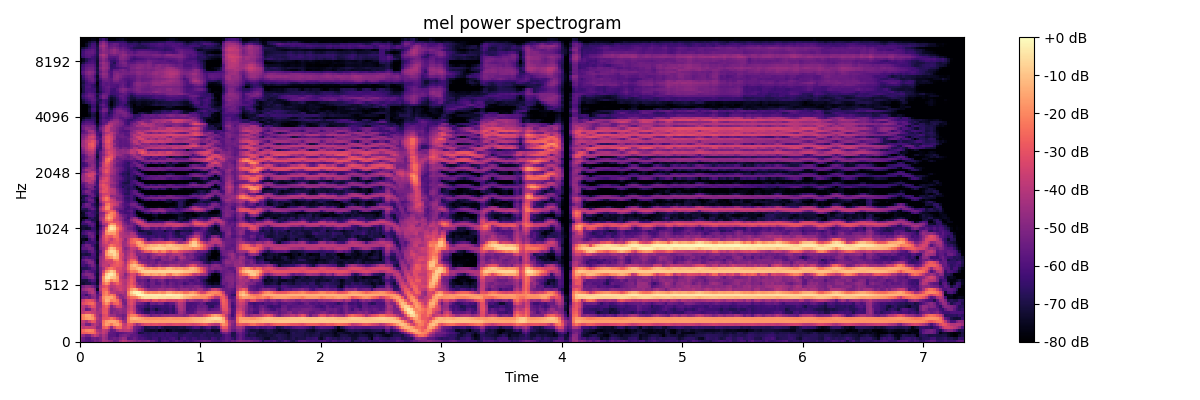 mel power spectrogram
8192
4096
2048
1024
512
0
Hz
0 1 2 3 4 5 6 7
Time
+0 dB
-10 dB
-20 dB
-30 dB
-40 dB
-50 dB
-60 dB
-70 dB
-80 dB